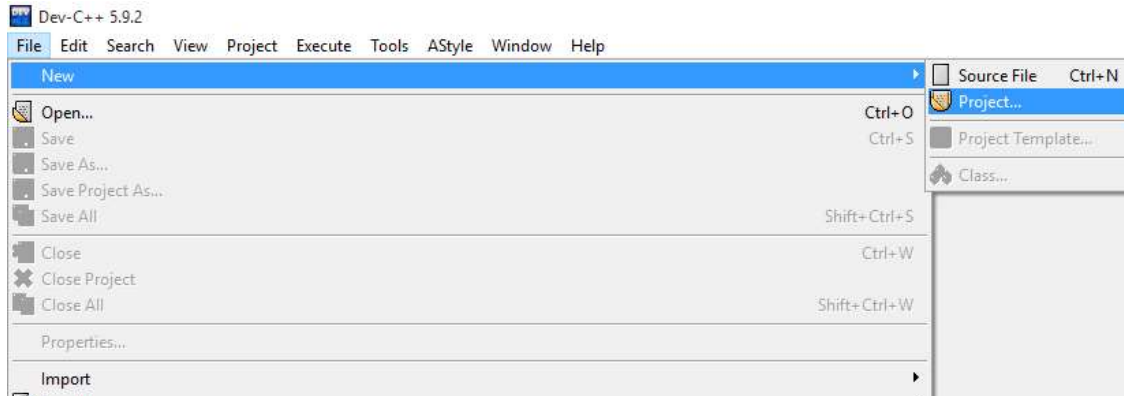 Dev-C++ 5.9.2
File Edit Search View Project Execute Tools AStyle Window Help
New
Source File Ctrl+N
Project...
Project Template...
Class...
Open... Ctrl+O
Save Ctrl+S
Save As...
Save Project As...
Save All Shift+Ctrl+S
Close Ctrl+W
Close Project
Close All Shift+Ctrl+W
Properties...
Import